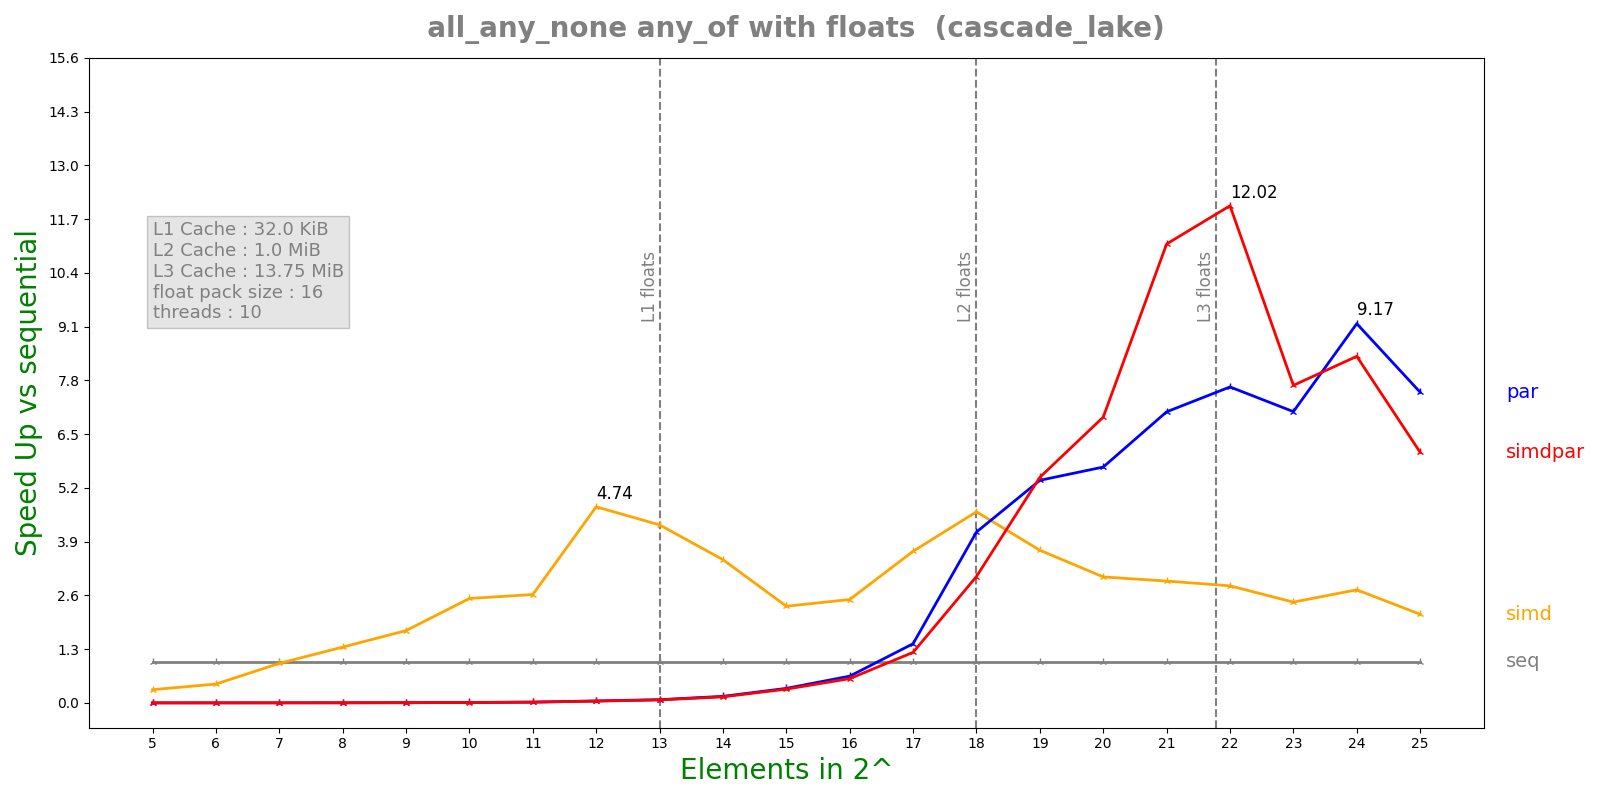 all_any_none any_of with floats  (cascade_lake)
Speed Up vs sequential
15.6
14.3
13.0
11.7
10.4
9.1
7.8
6.5
5.2
3.9
2.6
1.3
0.0
L1 Cache : 32.0 KiB
L2 Cache : 1.0 MiB
L3 Cache : 13.75 MiB
float pack size : 16
threads : 10
L1 floats
L2 floats
L3 floats
4.74
12.02
9.17
par
simdpar
simd
seq
5 6 7 8 9 10 11 12 13 14 15 16 17 18 19 20 21 22 23 24 25
Elements in 2^